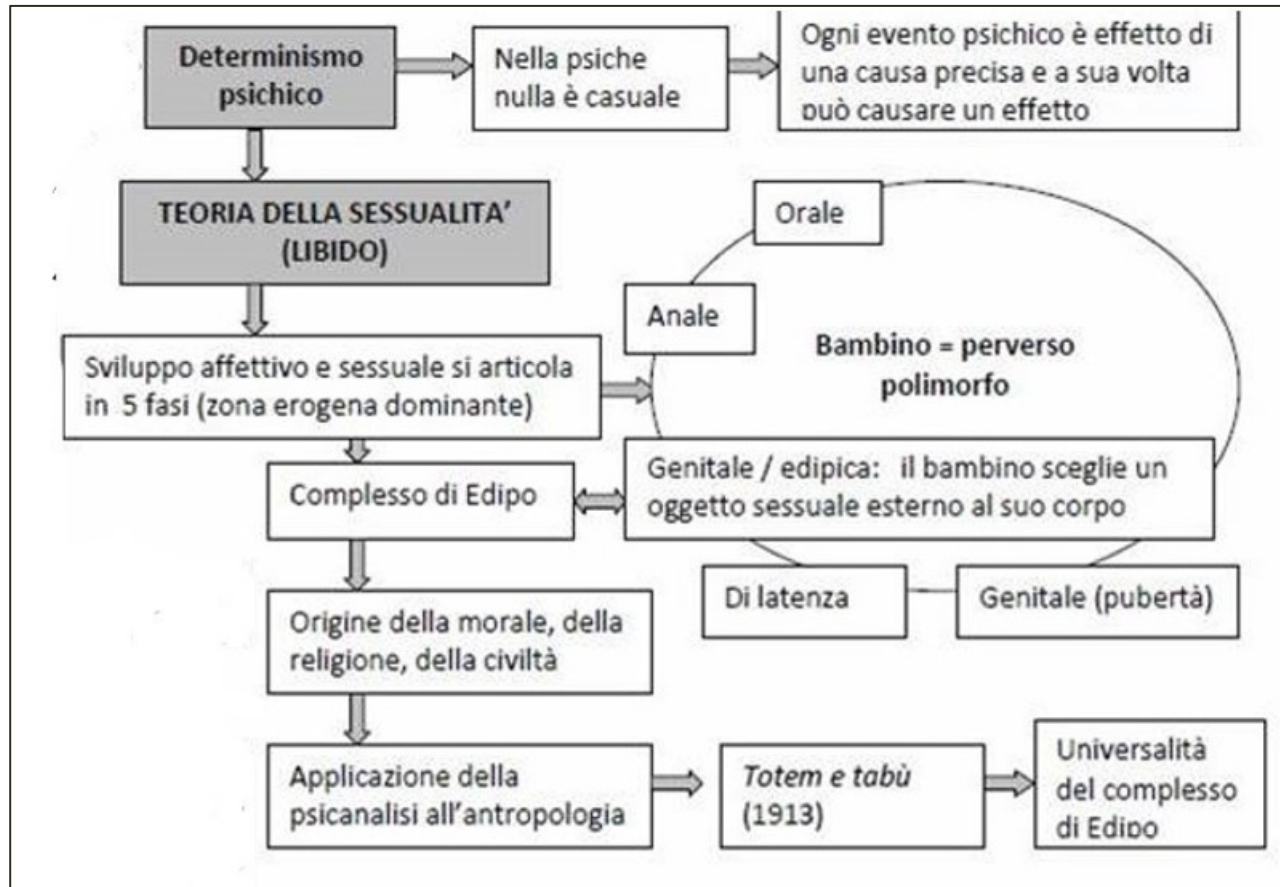 Determinismo
psichico
Nella psiche
nulla è casuale
Ogni evento psichico è effetto di
una causa precisa e a sua volta
può causare un effetto
TEORIA DELLA SESSUALITA’
(LIBIDO)
Orale
Anale
Bambino = perverso
polimorfo
Sviluppo affettivo e sessuale si articola
in 5 fasi (zona erogena dominante)
Complesso di Edipo
Genitale / edipica: il bambino sceglie un
oggetto sessuale esterno al suo corpo
Di latenza
Genitale (pubertà)
Origine della morale, della
religione, della civiltà
Applicazione della
psicanalisi all’antropologia
Totem e tabù
(1913)
Universalità
del complesso
di Edipo